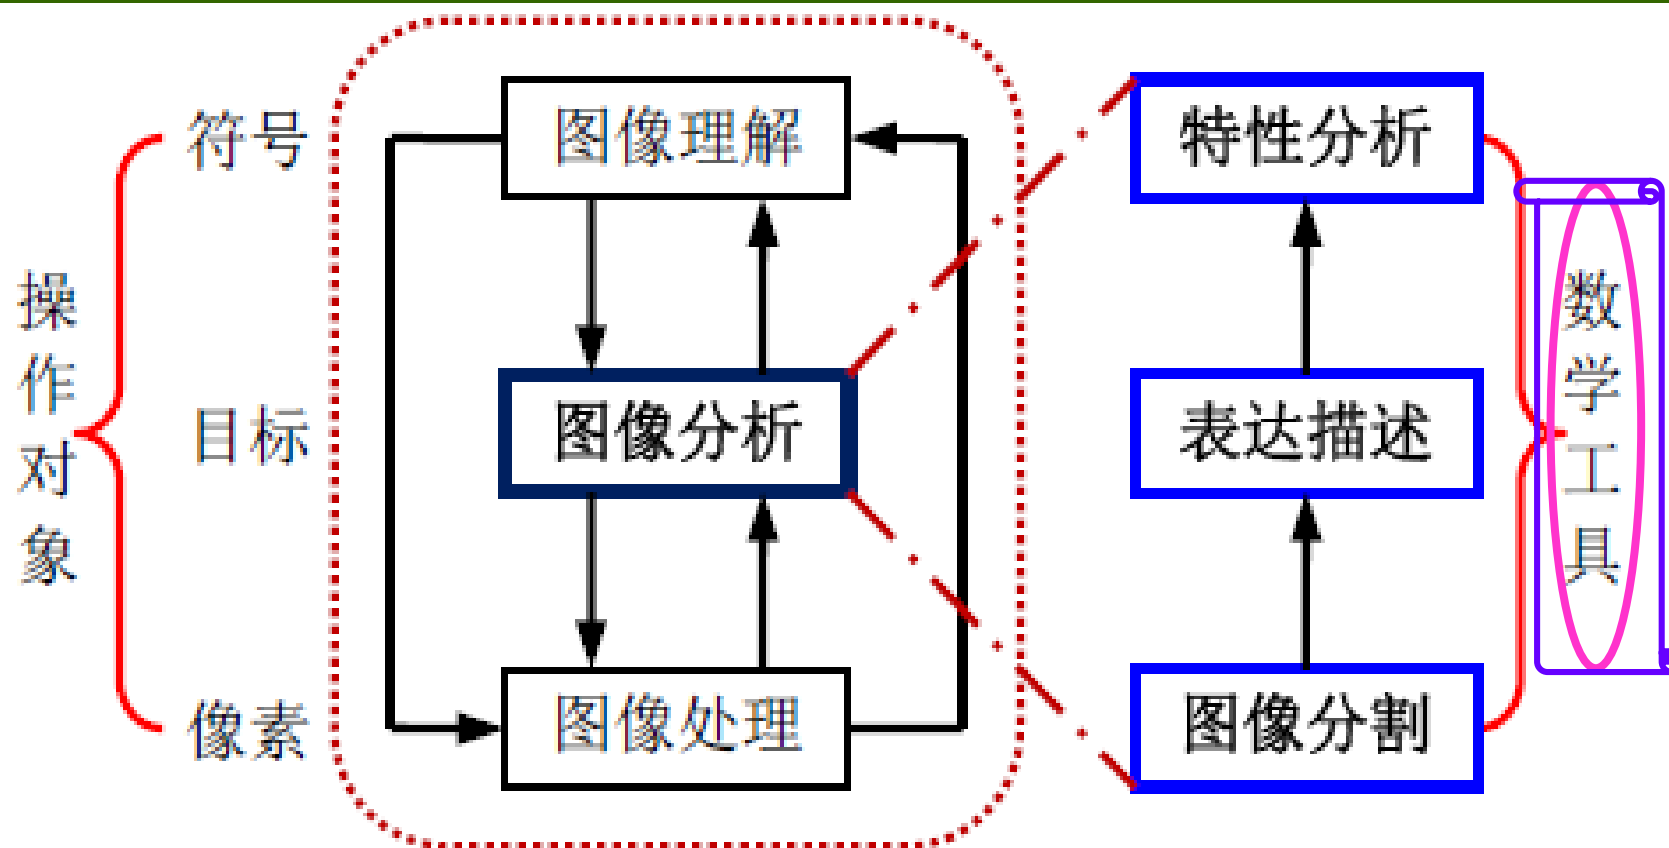 操作对象
符号
目标
像素
图像理解
图像分析
图像处理
特性分析
表达描述
图像分割
数学工具